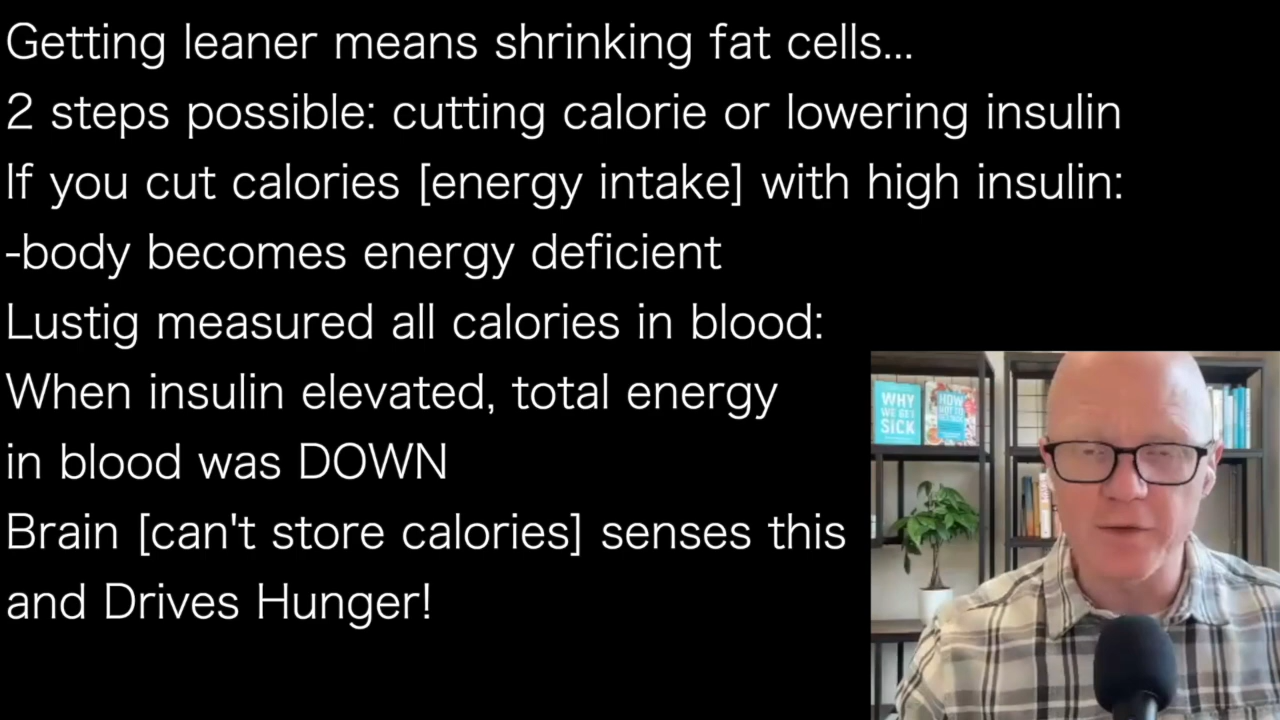 Getting leaner means shrinking fat cells...
2 steps possible: cutting calorie or lowering insulin
If you cut calories [energy intake] with high insulin:
-body becomes energy deficient
Lustig measured all calories in blood:
When insulin elevated, total energy
in blood was DOWN
Brain [can't store calories] senses this
and Drives Hunger!
WHY
WE GET
SiCK
HOW
NOT TO